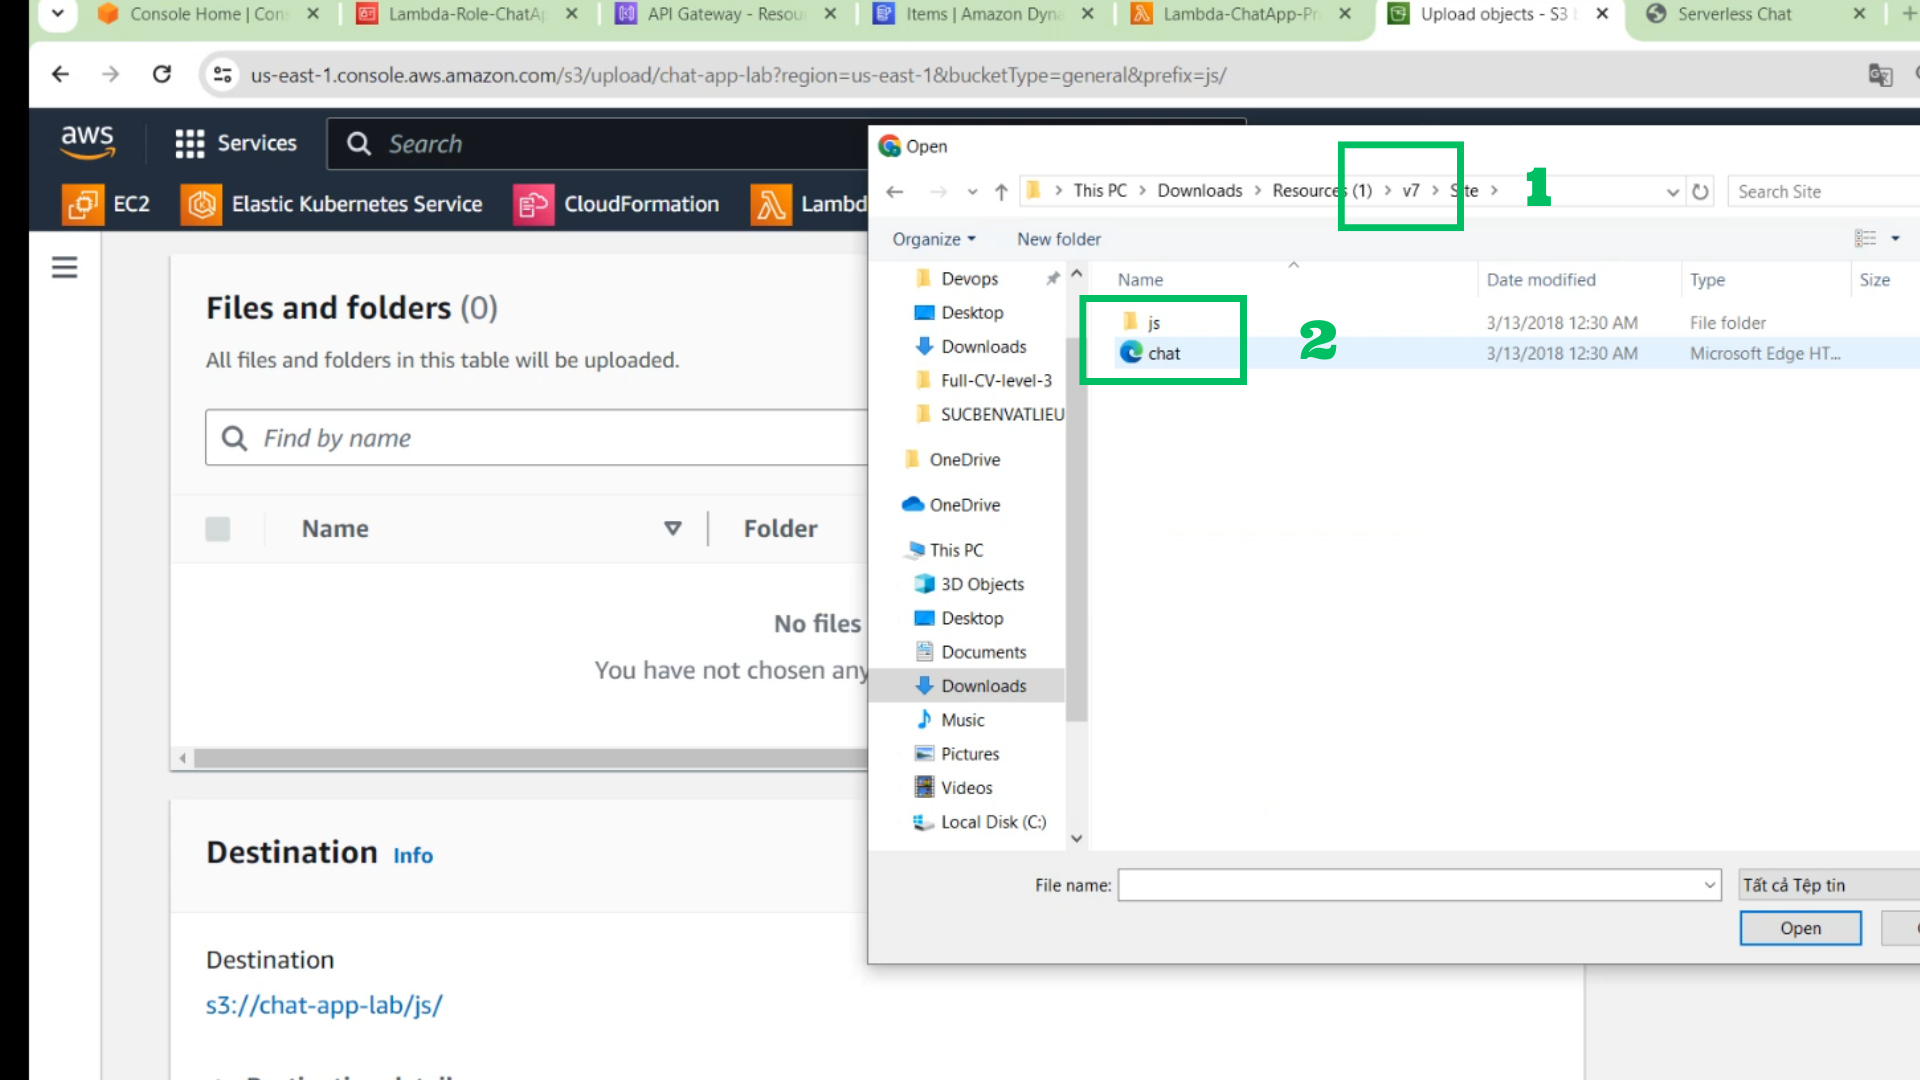 Console Home | Con
Lambda-Role-ChatAp
API Gateway - Resou
Items | Amazon Dyna
Lambda-ChatApp-Pr
Upload objects - S3 b
Serverless Chat
us-east-1.console.aws.amazon.com/s3/upload/chat-app-lab?region=us-east-1&bucketType=general&prefix=js/
aws
Services
Search
EC2
Elastic Kubernetes Service
CloudFormation
Lambd
Files and folders (0)
All files and folders in this table will be uploaded.
Find by name
Name
Folder
No files
You have not chosen any
Destination Info
Destination
s3://chat-app-lab/js/
Open
This PC > Downloads > Resources (1) > v7 > Site >
1
Search Site
Organize
New folder
Name
Date modified
Type
Size
js
3/13/2018 12:30 AM
File folder
chat
3/13/2018 12:30 AM
Microsoft Edge HT...
2
Devops
Desktop
Downloads
Full-CV-level-3
SUCBENVATLIEU
OneDrive
OneDrive
This PC
3D Objects
Desktop
Documents
Downloads
Music
Pictures
Videos
Local Disk (C:)
File name:
Tất cả Tệp tin
Open